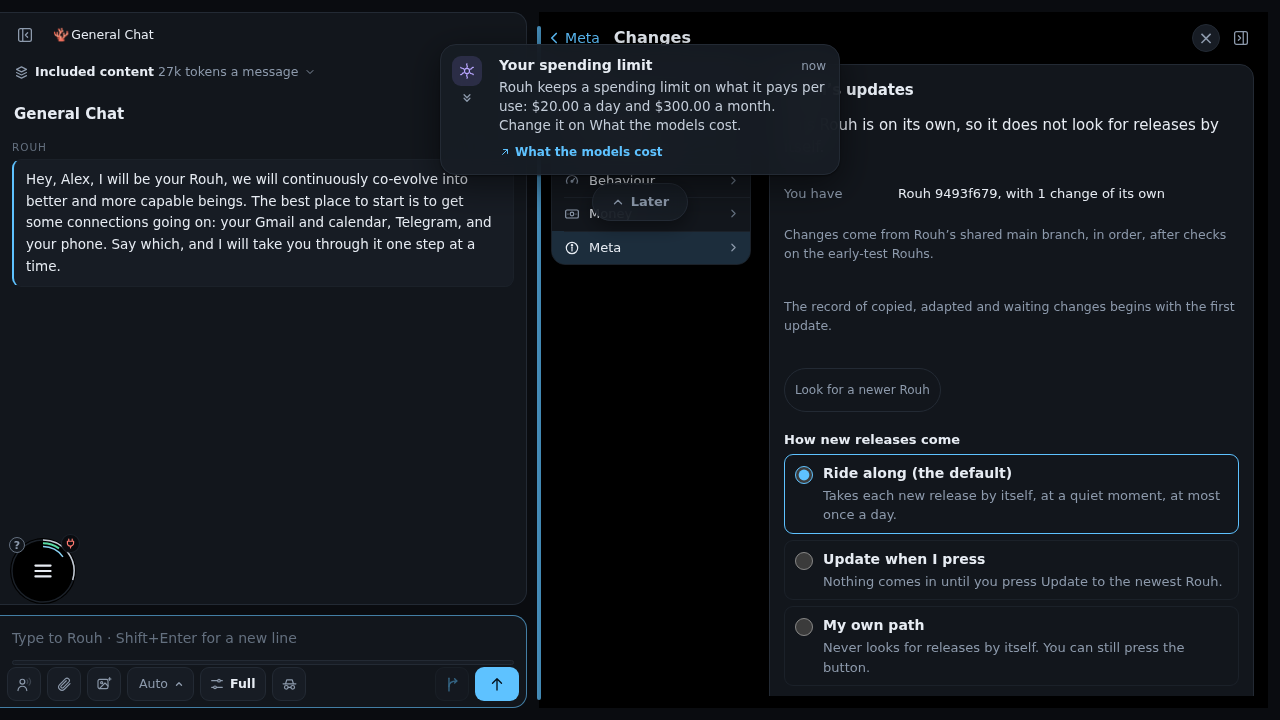 General Chat
Included content 27k tokens a message
General Chat
ROUH
Hey, Alex, I will be your Rouh, we will continuously co-evolve into
better and more capable beings. The best place to start is to get
some connections going on: your Gmail and calendar, Telegram, and
your phone. Say which, and I will take you through it one step at a
time.
?
Type to Rouh · Shift+Enter for a new line
Auto
Full
Meta
Changes
Your spending limit
now
Rouh keeps a spending limit on what it pays per
use: $20.00 a day and $300.00 a month.
Change it on What the models cost.
What the models cost
Later
Behaviour
Money
Meta
updates
is on its own, so it does not look for releases by
You have
Rouh 9493f679, with 1 change of its own
Changes come from Rouh’s shared main branch, in order, after checks
on the early-test Rouhs.
The record of copied, adapted and waiting changes begins with the first
update.
Look for a newer Rouh
How new releases come
Ride along (the default)
Takes each new release by itself, at a quiet moment, at most
once a day.
Update when I press
Nothing comes in until you press Update to the newest Rouh.
My own path
Never looks for releases by itself. You can still press the
button.